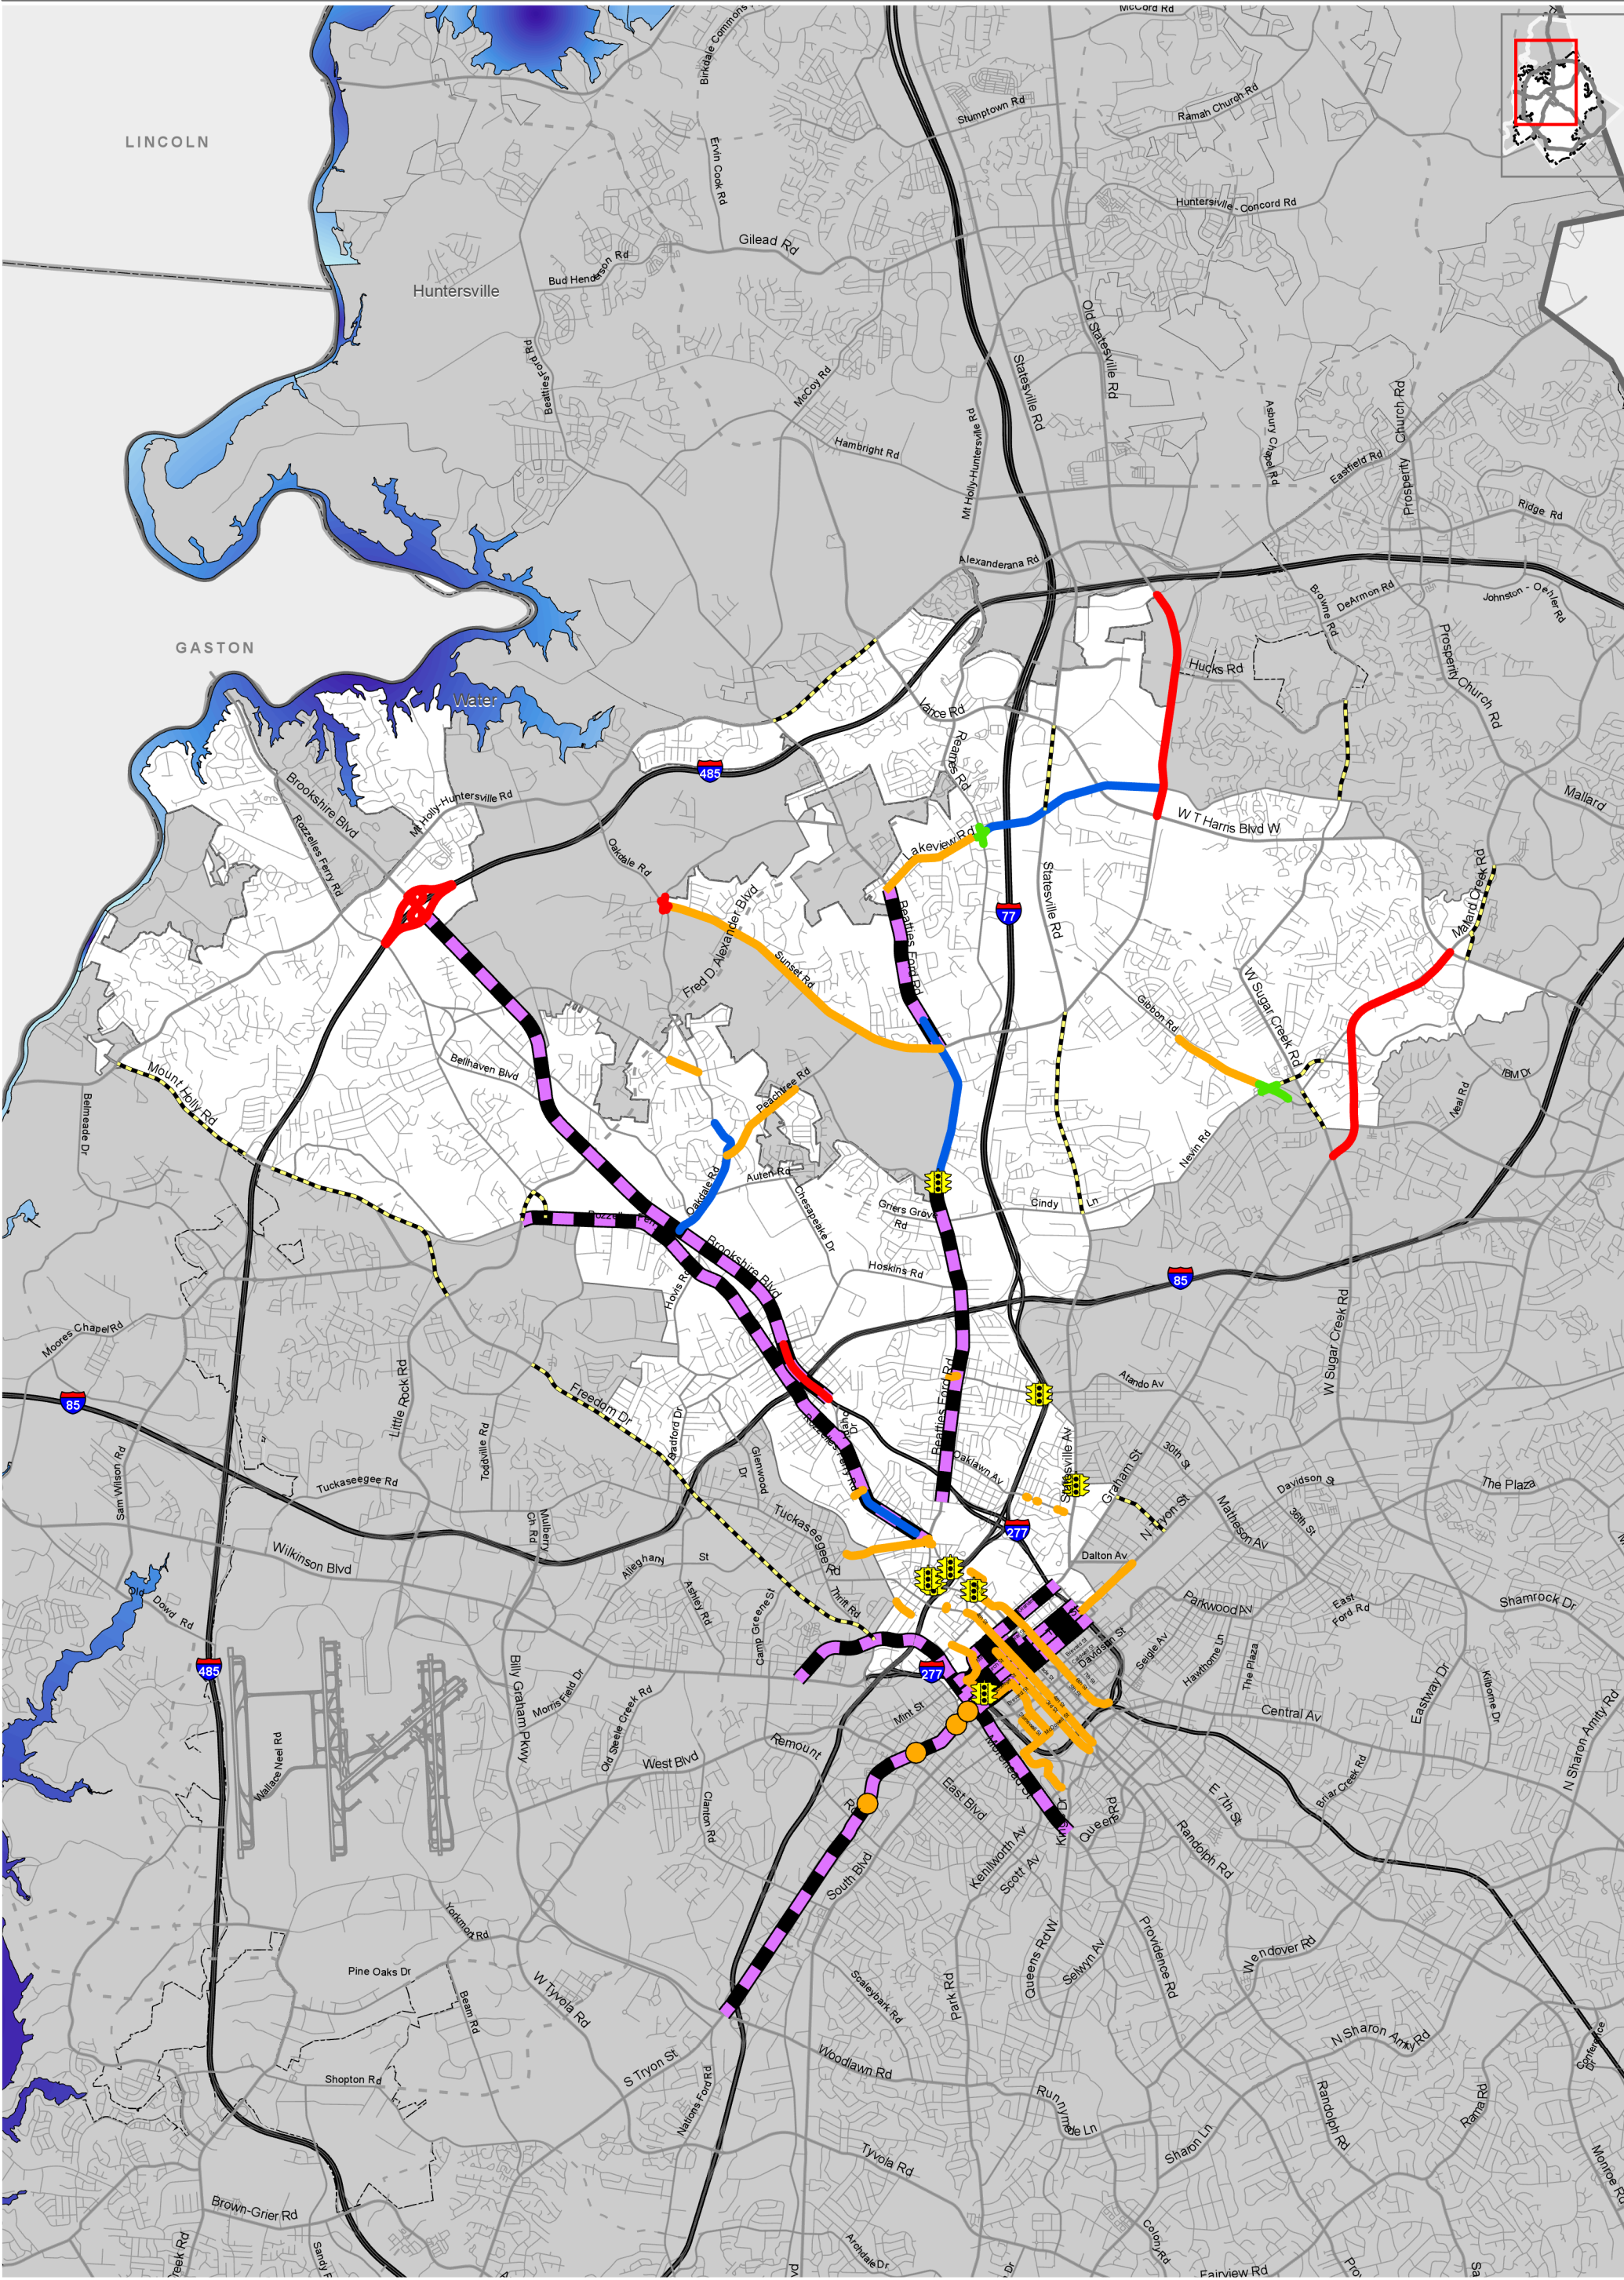 McCord Rd
Birkdale Commons
Stumptown Rd
Ramah Church Rd
LINCOLN
Ervin Cook Rd
Huntersville - Concord Rd
Gilead Rd
Bud Henderson Rd
Huntersville
Old Statesville Rd
Beatties Ford Rd
McCoy Rd
Statesville Rd
Hambright Rd
Mt Holly-Huntersville Rd
Asbury Chapel Rd
Eastfield Rd
Prosperity Church Rd
Ridge Rd
Alexanderana Rd
Browne Rd
DeArmon Rd
Johnston - Oehler Rd
GASTON
Hucks Rd
Prosperity Church Rd
Water
Vance Rd
Reames Rd
485
Brookshire Blvd
Mt Holly-Huntersville Rd
Mallard
Rozzelles Ferry Rd
W T Harris Blvd W
Lakeview Rd
Oakdale Rd
Mallard Creek Rd
Fred D Alexander Blvd
Beatties Ford Rd
77
Statesville Rd
Sunset Rd
W Sugar Creek Rd
Gibbon Rd
Bellhaven Blvd
Mount Holly Rd
Peachtree Rd
IBM Dr
Neal Rd
Belmeade Dr
Nevin Rd
Auten Rd
Oakdale Rd
Chesapeake Dr
Cindy Ln
Griers Grove Rd
Brookshire Blvd
Hoskins Rd
85
Hovis Rd
Moores Chapel Rd
W Sugar Creek Rd
Little Rock Rd
Freedom Dr
Beatties Ford Rd
Atando Av
85
Toddville Rd
Rozzelles Ferry Rd
Glenwood Dr
Oaklawn Av
Statesville Av
Graham St
30th St
Davidson St
The Plaza
Sam Wilson Rd
Tuckaseegee Rd
Matheson Av
36th St
N Tryon St
Mulberry Ch Rd
Tuckaseegee Rd
277
Wilkinson Blvd
Alleghany St
Dalton Av
Old Dowd Rd
Ashley Rd
Camp Greene St
Thrift Rd
Parkwood Av
East Ford Rd
Shamrock Dr
Davidson St
Seigle Av
Hawthorne Ln
The Plaza
485
277
Billy Graham Pkwy
Morris Field Dr
Old Steele Creek Rd
Mint St
Central Av
Eastway Dr
Kilborne Dr
N Sharon Amity Rd
Wallace Neel Rd
West Blvd
Remount
Morehead St
East Blvd
E 7th St
Briar Creek Rd
Clanton Rd
Queens Rd
Randolph Rd
Kenilworth Av
Scott Av
South Blvd
Yorkmont Rd
Queens Rd W
Selwyn Av
Providence Rd
Wendover Rd
Pine Oaks Dr
Beam Rd
W Tyvola Rd
Scaleybark Rd
Park Rd
N Sharon Amity Rd
Conference Dr
Woodlawn Rd
S Tryon St
Shopton Rd
Nations Ford Rd
Runnymede Ln
Randolph Rd
Rama Rd
Sharon Ln
Tyvola Rd
Monroe Rd
Brown-Grier Rd
Colony Rd
Archdale Dr
Fairview Rd